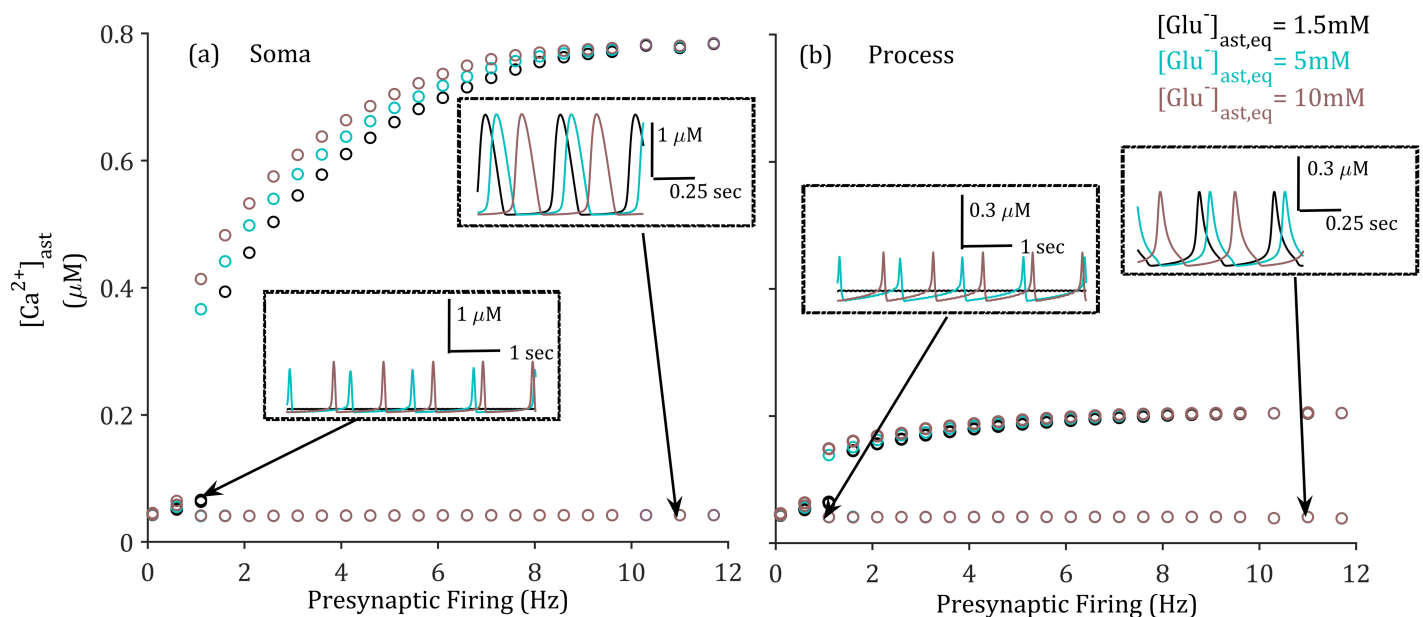 (a) Soma
(b) Process
[Glu⁻]ast,eq = 1.5mM
[Glu⁻]ast,eq = 5mM
[Glu⁻]ast,eq = 10mM
[Ca²⁺]ast
(μM)
0.8
0.6
0.4
0.2
0
1 μM
0.25 sec
1 μM
1 sec
0.3 μM
1 sec
0.3 μM
0.25 sec
0 2 4 6 8 10 12
0 2 4 6 8 10 12
Presynaptic Firing (Hz)
Presynaptic Firing (Hz)